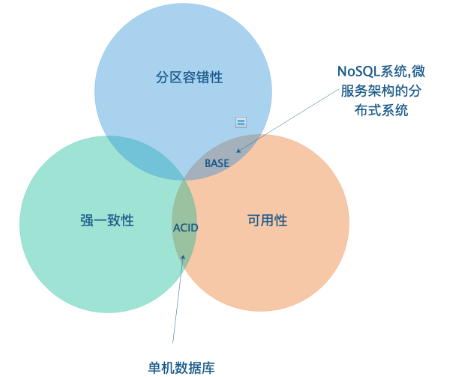 分区容错性
NoSQL系统,微
服务架构的分
布式系统
BASE
强一致性
ACID
可用性
单机数据库